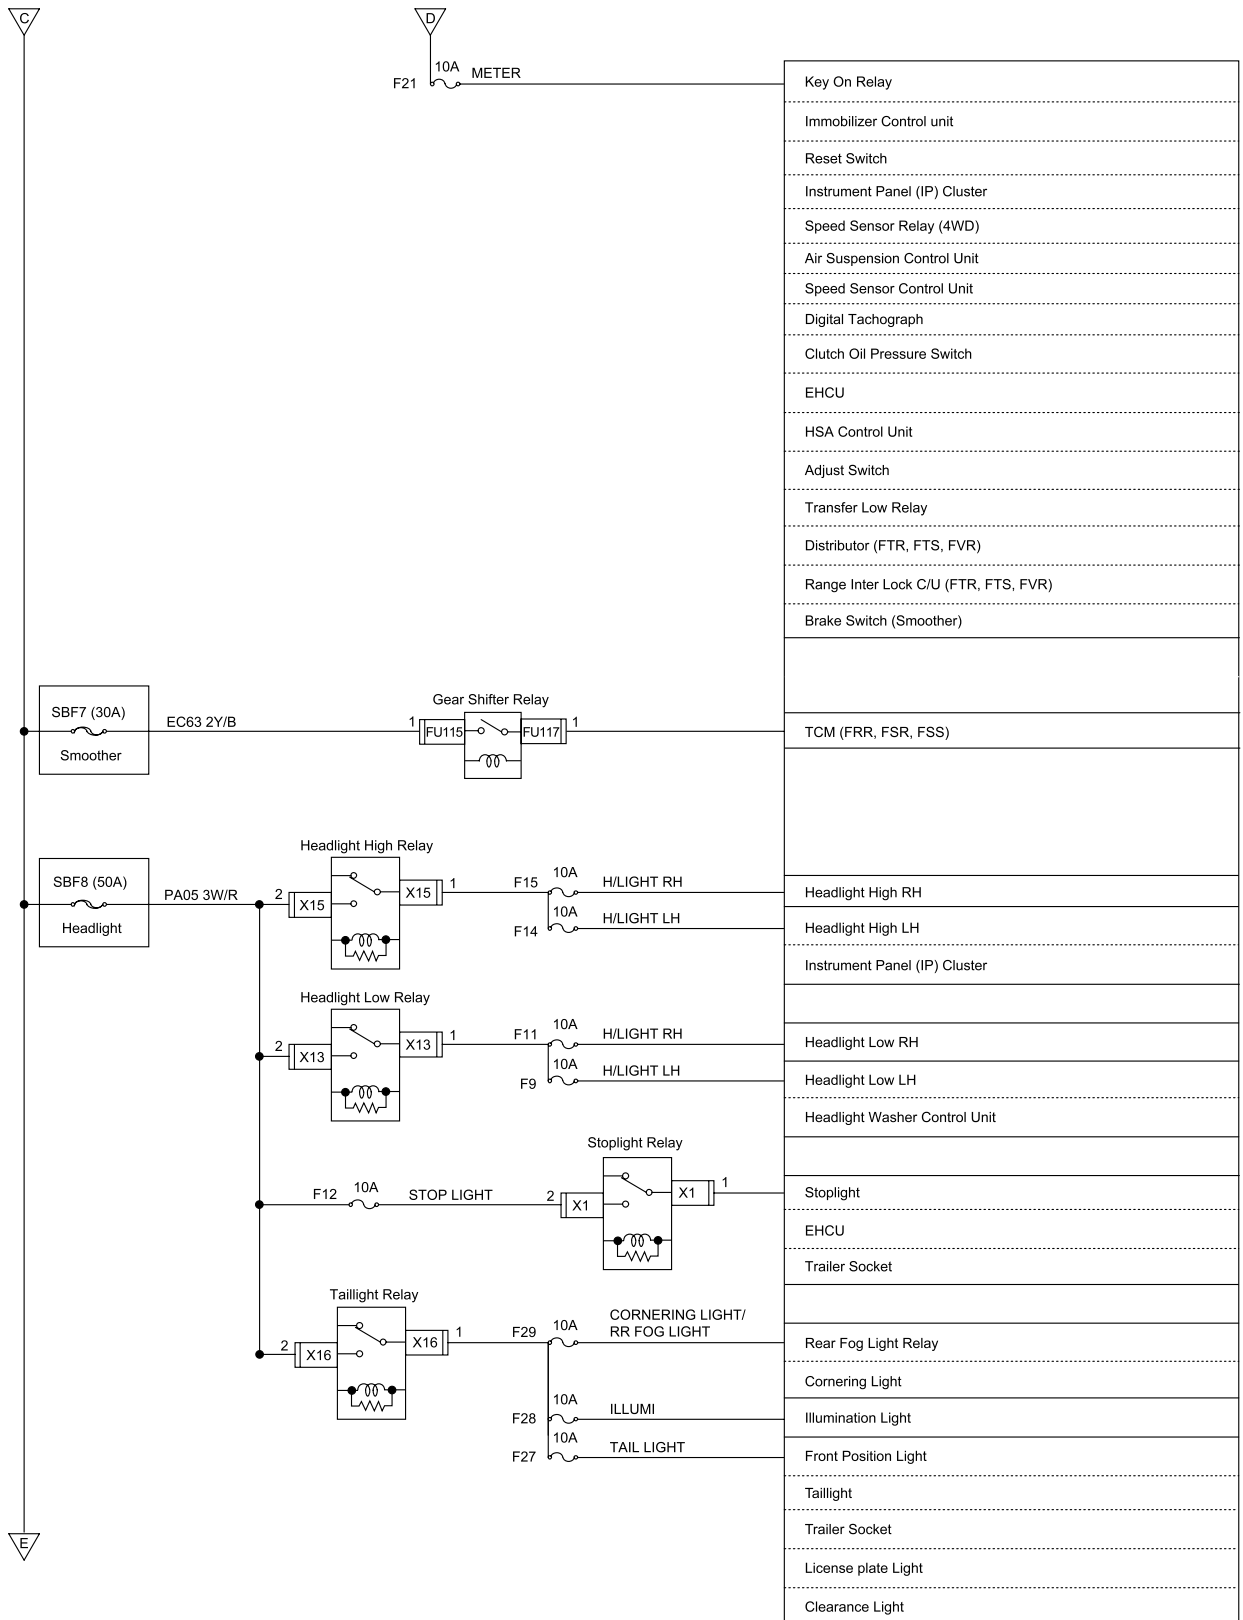 C
D
10A
F21
METER
Key On Relay
Immobilizer Control unit
Reset Switch
Instrument Panel (IP) Cluster
Speed Sensor Relay (4WD)
Air Suspension Control Unit
Speed Sensor Control Unit
Digital Tachograph
Clutch Oil Pressure Switch
EHCU
HSA Control Unit
Adjust Switch
Transfer Low Relay
Distributor (FTR, FTS, FVR)
Range Inter Lock C/U (FTR, FTS, FVR)
Brake Switch (Smoother)
SBF7 (30A)
Smoother
EC63 2Y/B
Gear Shifter Relay
1
FU115
FU117
1
TCM (FRR, FSR, FSS)
SBF8 (50A)
Headlight
PA05 3W/R
Headlight High Relay
2
X15
X15
1
F15
10A
H/LIGHT RH
Headlight High RH
F14
10A
H/LIGHT LH
Headlight High LH
Instrument Panel (IP) Cluster
Headlight Low Relay
2
X13
X13
1
F11
10A
H/LIGHT RH
Headlight Low RH
F9
10A
H/LIGHT LH
Headlight Low LH
Headlight Washer Control Unit
F12
10A
STOP LIGHT
Stoplight Relay
2
X1
X1
1
Stoplight
EHCU
Trailer Socket
Taillight Relay
2
X16
X16
1
F29
10A
CORNERING LIGHT/
RR FOG LIGHT
Rear Fog Light Relay
Cornering Light
F28
10A
ILLUMI
Illumination Light
F27
10A
TAIL LIGHT
Front Position Light
Taillight
Trailer Socket
License plate Light
Clearance Light
E